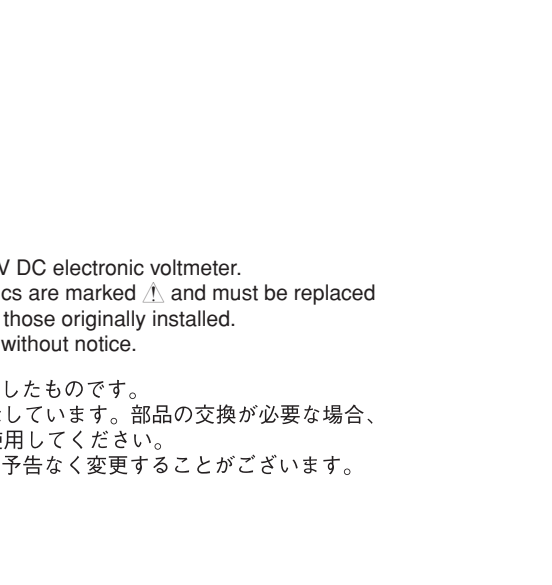 V DC electronic voltmeter.
cs are marked ⚠ and must be replaced
those originally installed.
without notice.
したものです。
しています。部品の交換が必要な場合、
使用してください。
予告なく変更することがございます。